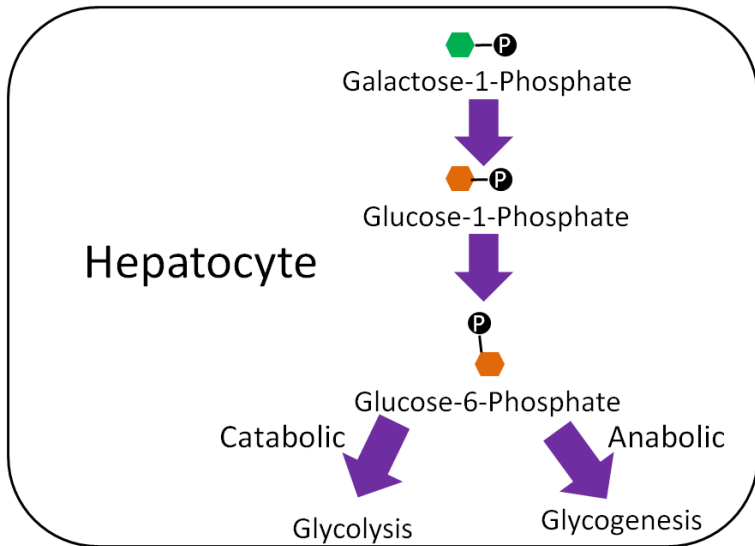 P
Galactose-1-Phosphate
P
Glucose-1-Phosphate
Hepatocyte
P
Glucose-6-Phosphate
Catabolic
Anabolic
Glycolysis
Glycogenesis